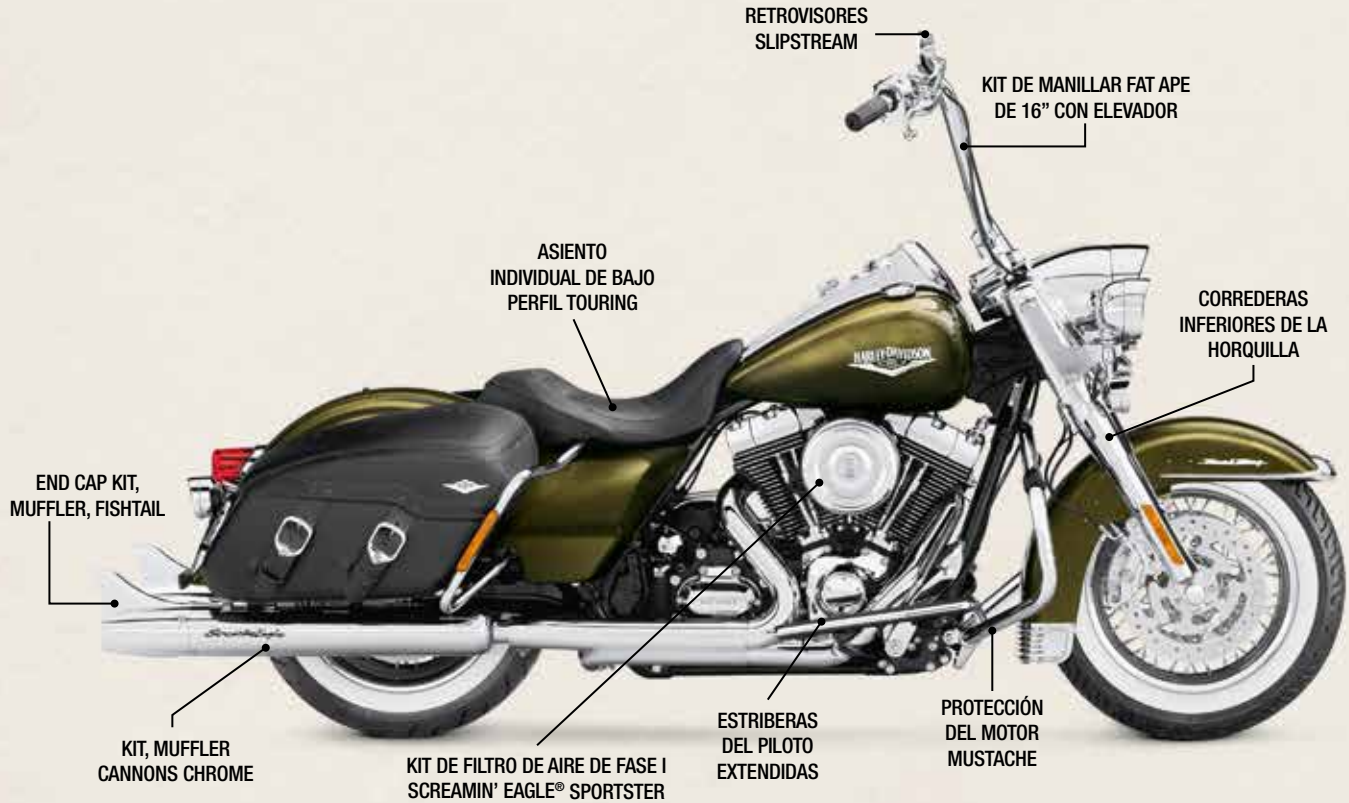 RETROVISORES
SLIPSTREAM
KIT DE MANILLAR FAT APE
DE 16” CON ELEVADOR
ASIENTO
INDIVIDUAL DE BAJO
PERFIL TOURING
CORREDERAS
INFERIORES DE LA
HORQUILLA
HARLEY-DAVIDSON
END CAP KIT,
MUFFLER, FISHTAIL
Screamin' Eagle
KIT, MUFFLER
CANNONS CHROME
KIT DE FILTRO DE AIRE DE FASE I
SCREAMIN’ EAGLE® SPORTSTER
ESTRIBERAS
DEL PILOTO
EXTENDIDAS
PROTECCIÓN
DEL MOTOR
MUSTACHE